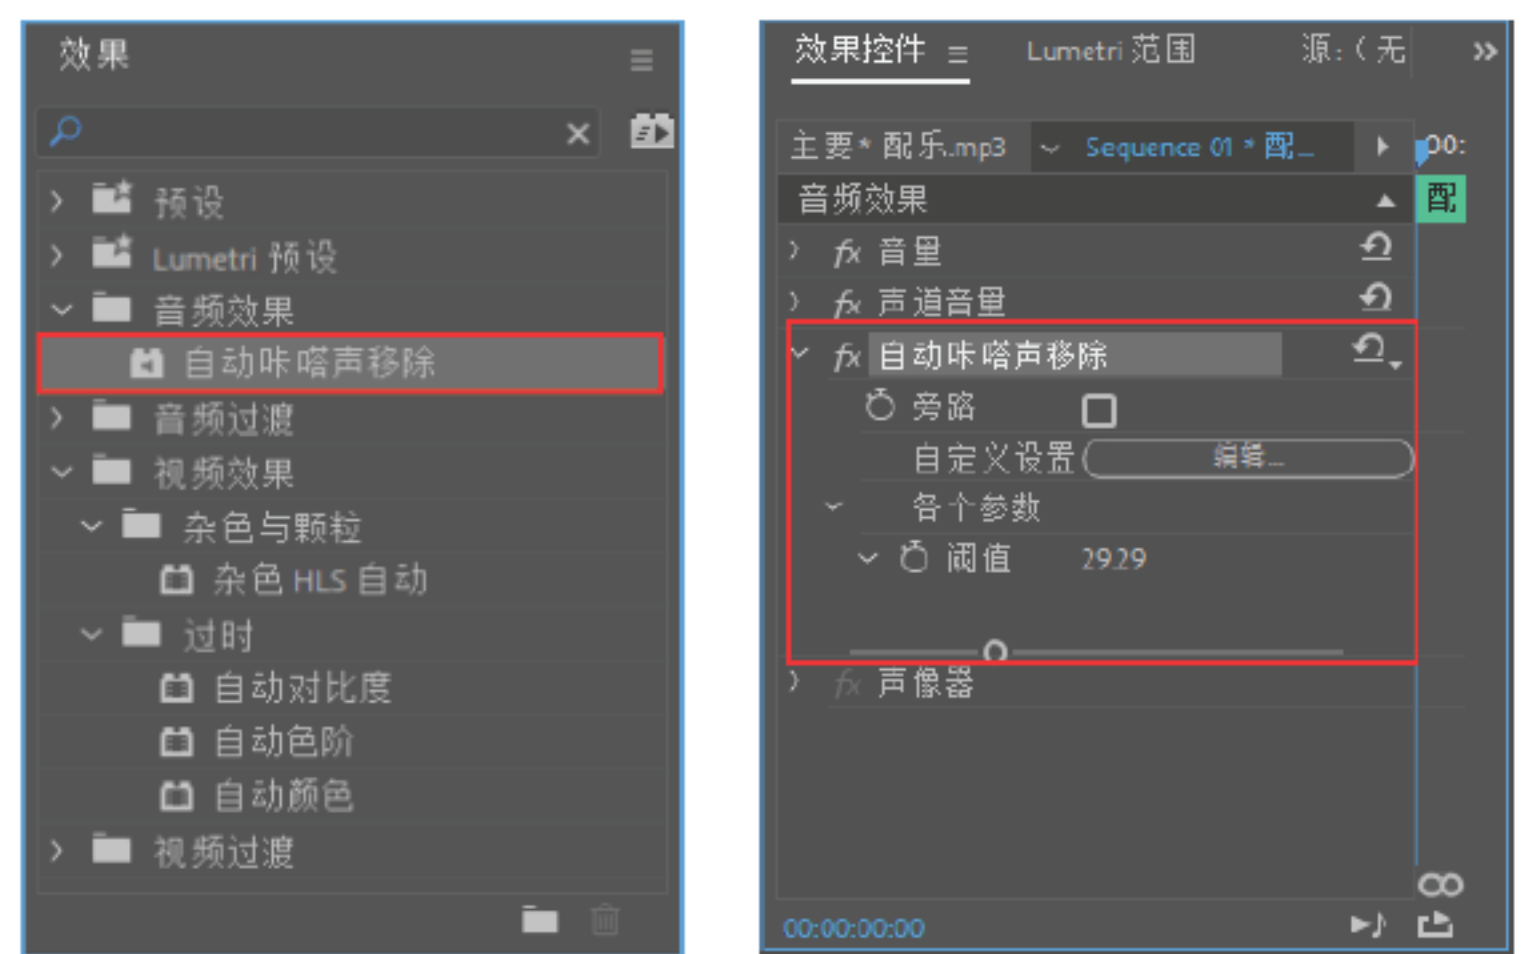 效果
预设
Lumetri 预设
音频效果
自动咔嗒声移除
音频过渡
视频效果
杂色与颗粒
杂色 HLS 自动
过时
自动对比度
自动色阶
自动颜色
视频过渡
效果控件 Lumetri 范围 源:（无
主要* 配乐.mp3 Sequence 01 * 配... 00:
音频效果 配
fx 音量
fx 声道音量
fx 自动咔嗒声移除
旁路
自定义设置 编辑...
各个参数
阈值 29.29
fx 声像器
00:00:00:00